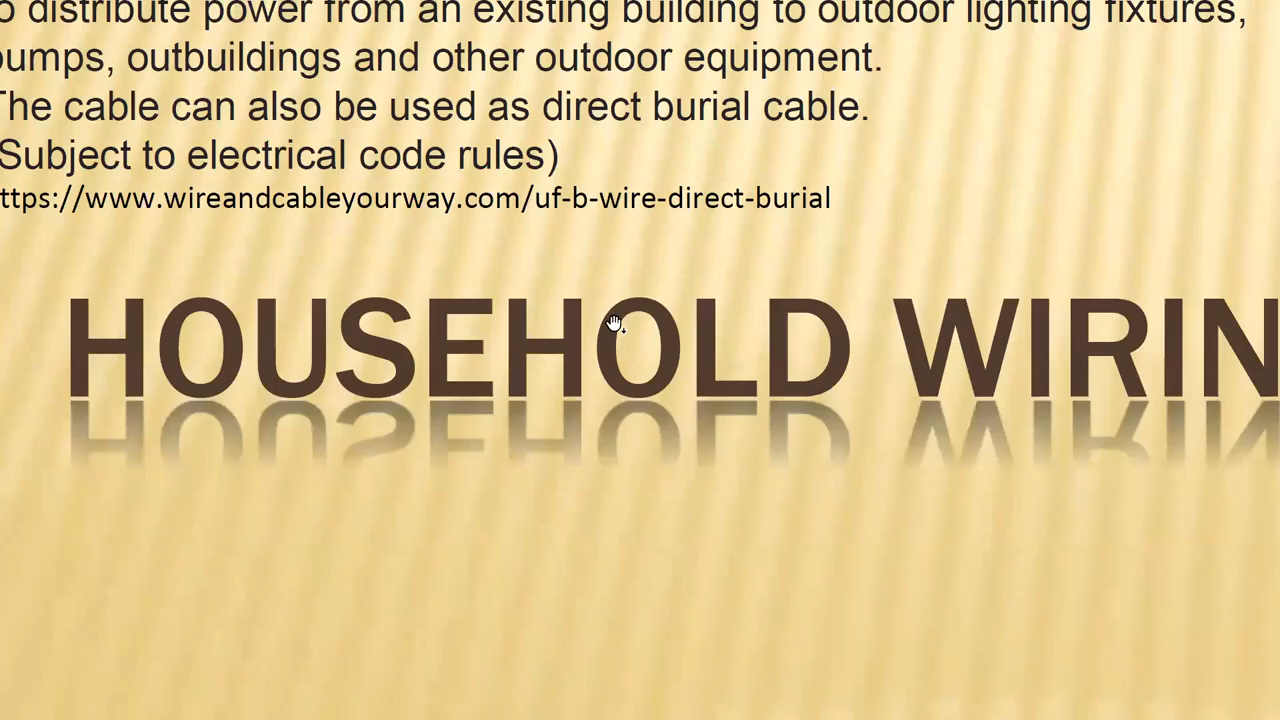 o distribute power from an existing building to outdoor lighting fixtures,
pumps, outbuildings and other outdoor equipment.
The cable can also be used as direct burial cable.
Subject to electrical code rules)
ttps://www.wireandcableyourway.com/uf-b-wire-direct-burial
HOUSEHOLD WIRIN